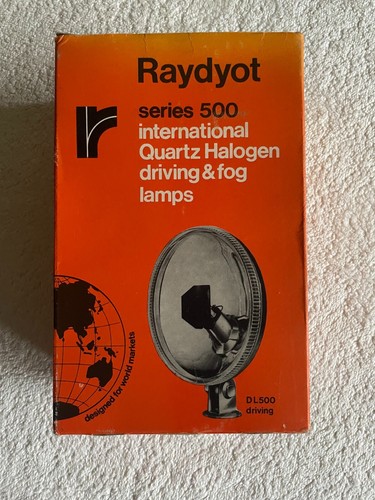 Raydyot
r
series 500
international
Quartz Halogen
driving & fog
lamps
designed for world markets
DL500
driving